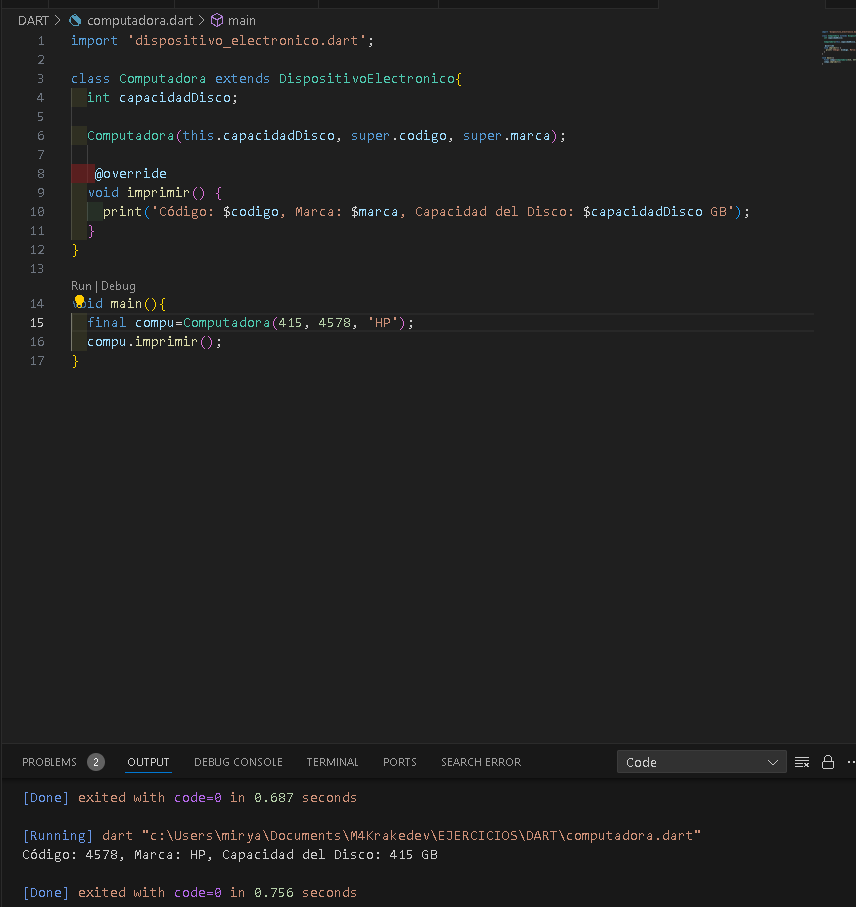 DART > computadora.dart > main
1 import 'dispositivo_electronico.dart';
2
3 class Computadora extends DispositivoElectronico{
4 int capacidadDisco;
5
6 Computadora(this.capacidadDisco, super.codigo, super.marca);
7
8 @override
9 void imprimir() {
10 print('Código: $codigo, Marca: $marca, Capacidad del Disco: $capacidadDisco GB');
11 }
12 }
13
Run | Debug
14 void main(){
15 final compu=Computadora(415, 4578, 'HP');
16 compu.imprimir();
17 }
PROBLEMS 2 OUTPUT DEBUG CONSOLE TERMINAL PORTS SEARCH ERROR Code
[Done] exited with code=0 in 0.687 seconds
[Running] dart "c:\Users\mirya\Documents\M4Krakedev\EJERCICIOS\DART\computadora.dart"
Código: 4578, Marca: HP, Capacidad del Disco: 415 GB
[Done] exited with code=0 in 0.756 seconds